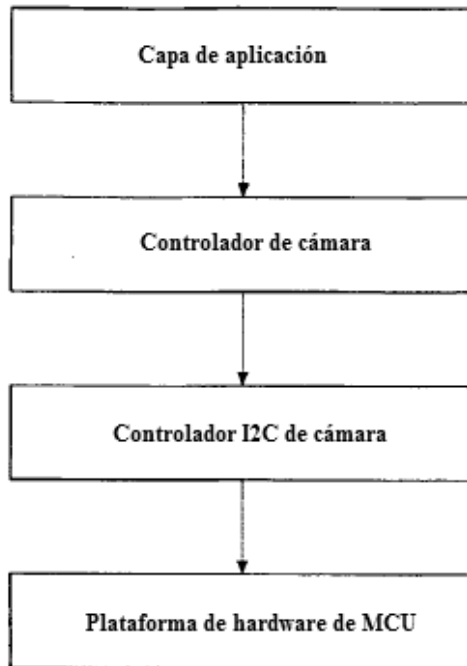 Capa de aplicación
Controlador de cámara
Controlador I2C de cámara
Plataforma de hardware de MCU